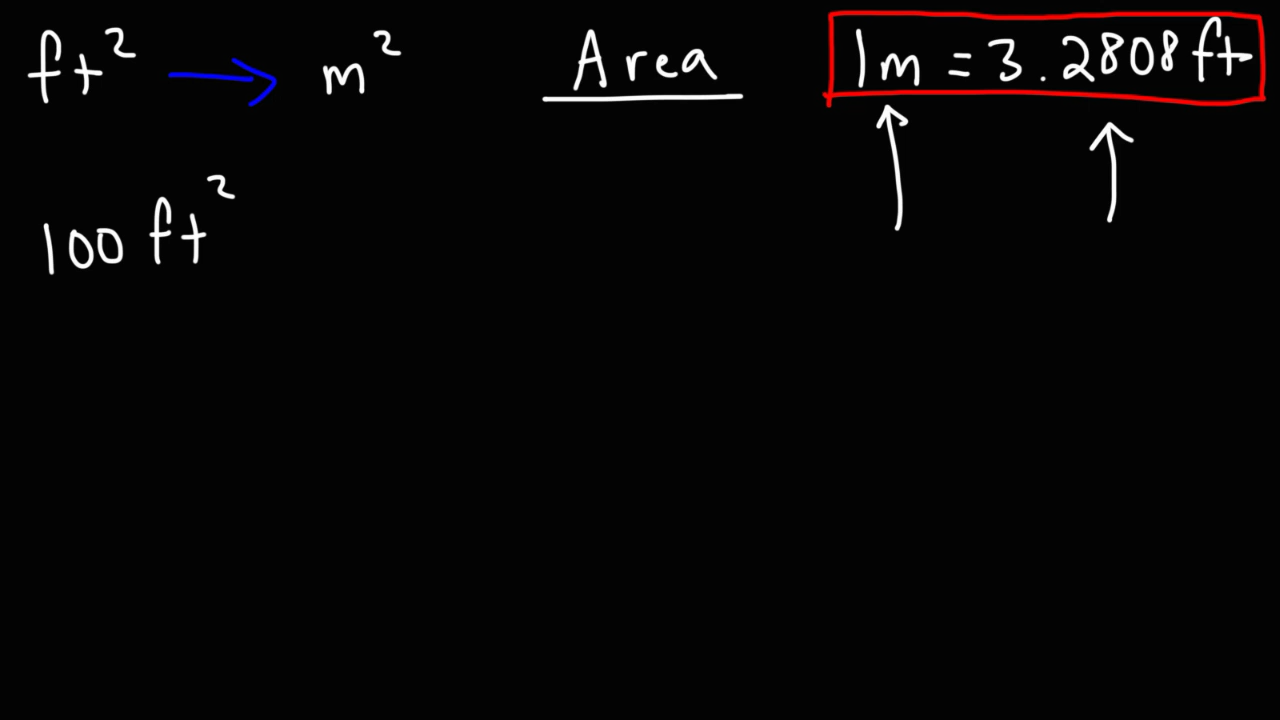 ft² → m² Area 1m = 3.2808 ft
100 ft²